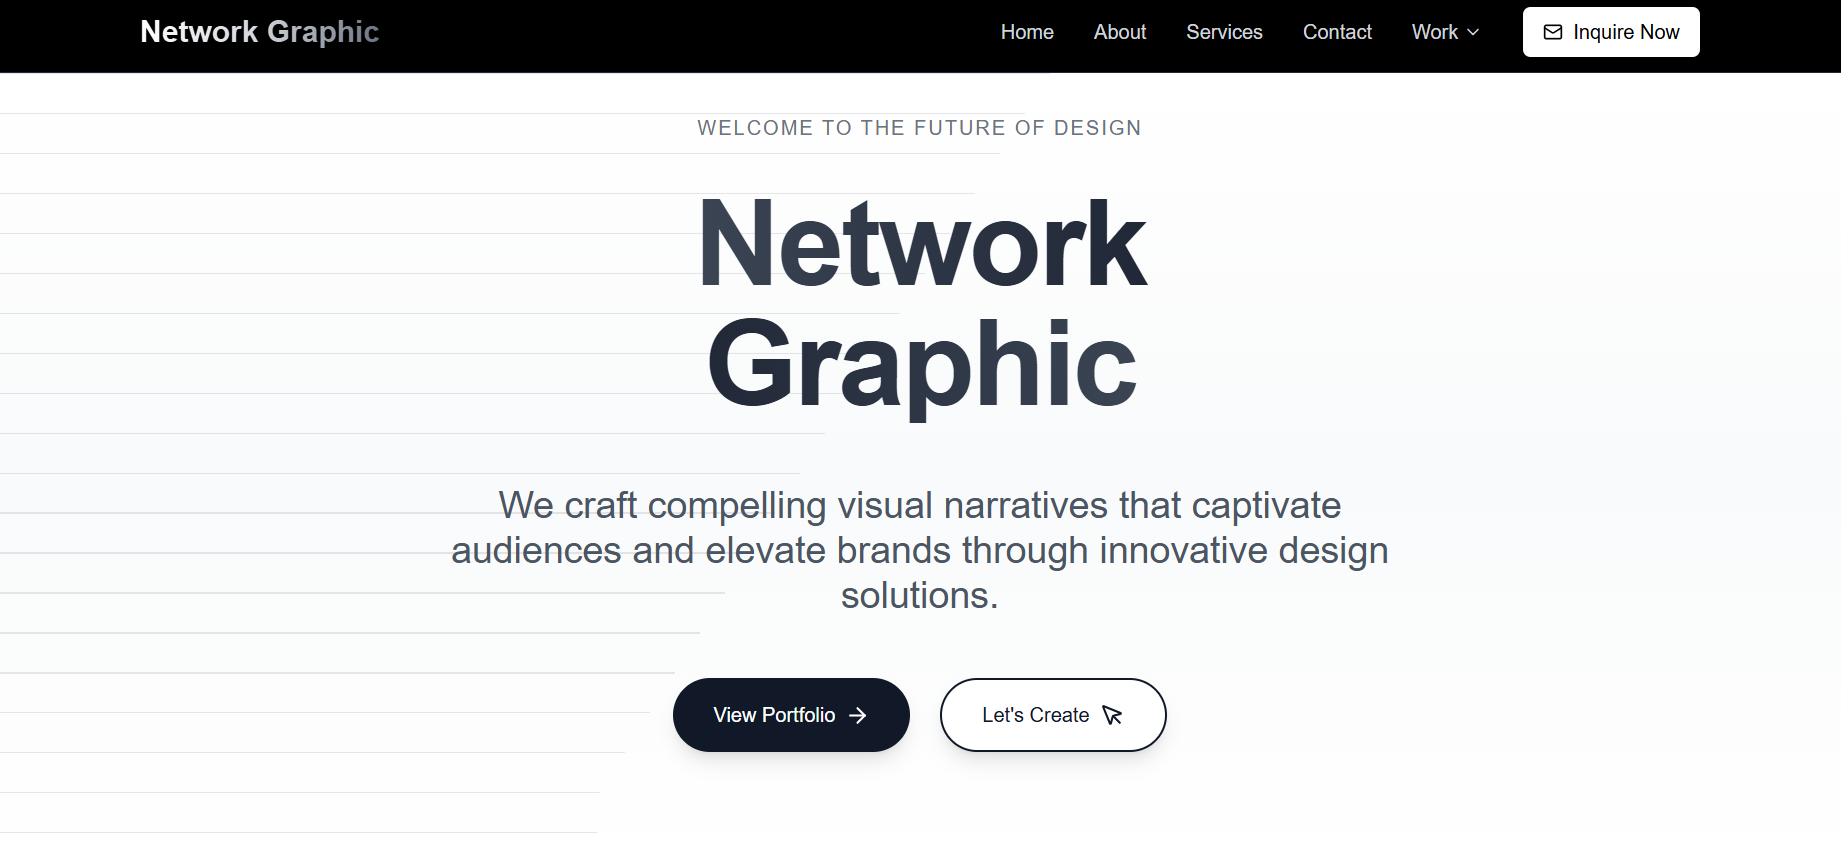 Network Graphic
Home About Services Contact Work Inquire Now
WELCOME TO THE FUTURE OF DESIGN
Network
Graphic
We craft compelling visual narratives that captivate
audiences and elevate brands through innovative design
solutions.
View Portfolio
Let's Create